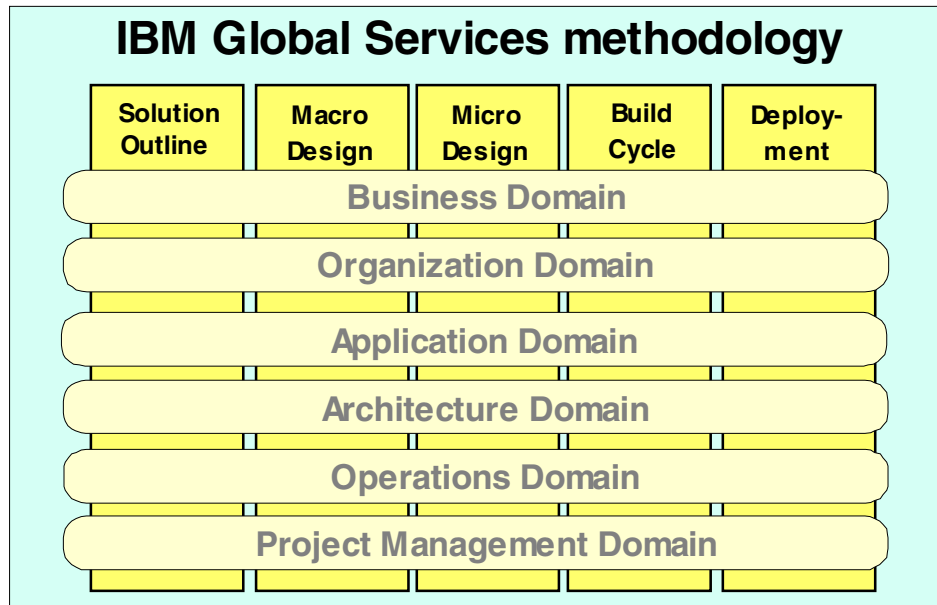 IBM Global Services methodology
Solution
Outline
Macro
Design
Micro
Design
Build
Cycle
Deploy-
ment
Business Domain
Organization Domain
Application Domain
Architecture Domain
Operations Domain
Project Management Domain